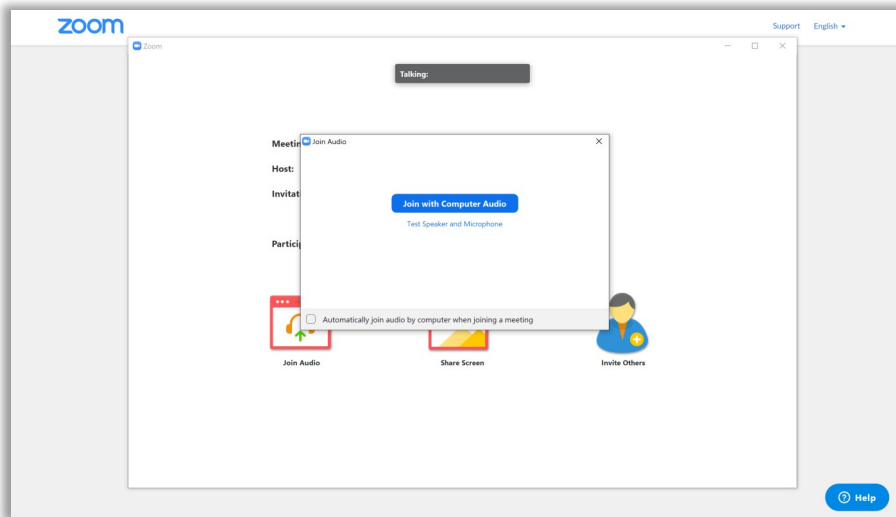 zoom
Support English
Zoom
Talking:
Meetin
Host:
Invitat
Particip
Join Audio
Join with Computer Audio
Test Speaker and Microphone
Automatically join audio by computer when joining a meeting
Join Audio Share Screen Invite Others
Help